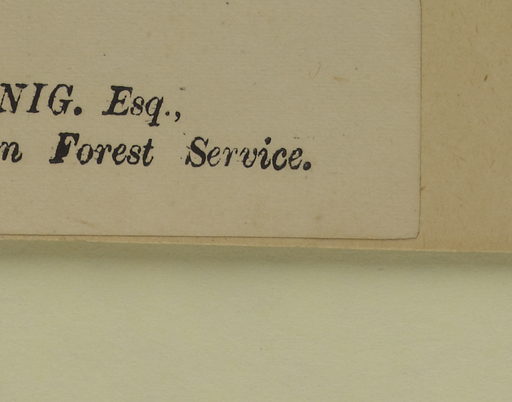 NIG. Esq.,
n Forest Service.